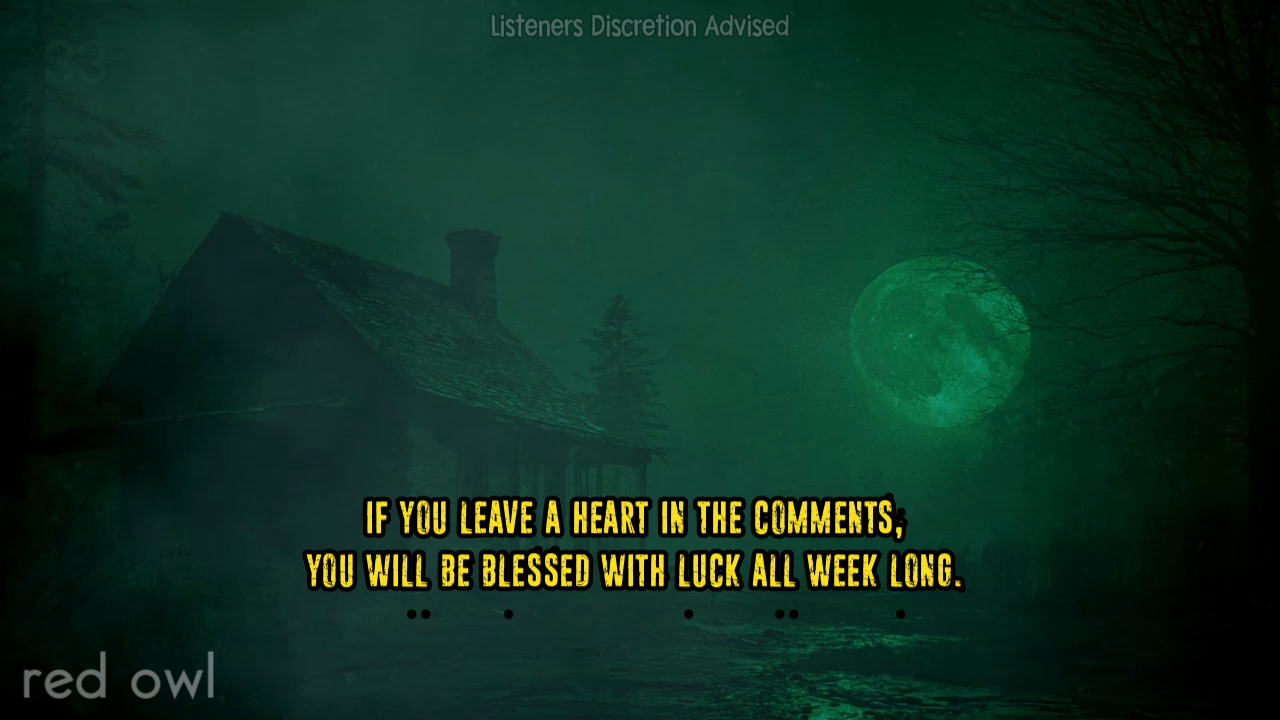 Listeners Discretion Advised
IF YOU LEAVE A HEART IN THE COMMENTS,
YOU WILL BE BLESSED WITH LUCK ALL WEEK LONG.
red owl